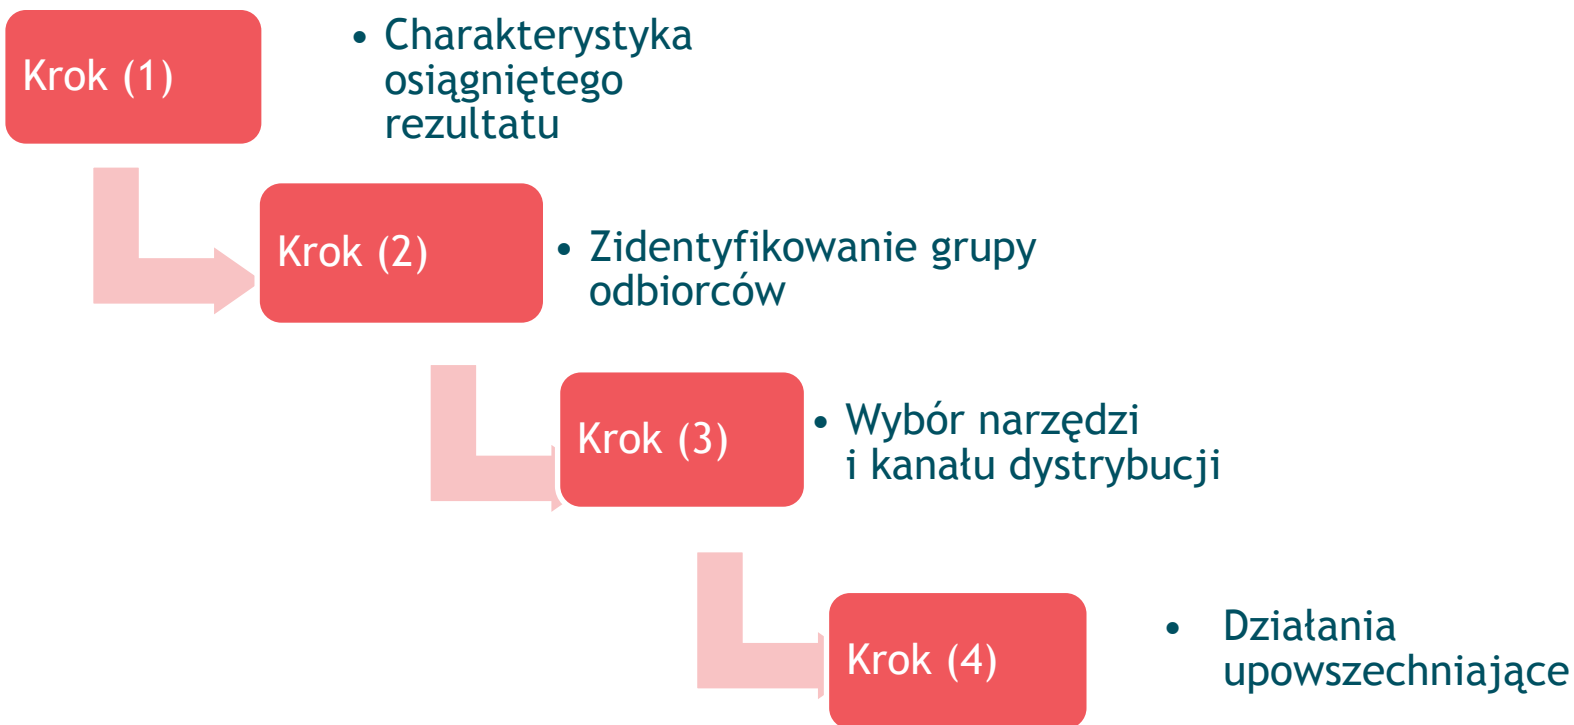 Krok (1)
• Charakterystyka
osiągniętego
rezultatu
Krok (2)
• Zidentyfikowanie grupy
odbiorców
Krok (3)
• Wybór narzędzi
i kanału dystrybucji
Krok (4)
• Działania
upowszechniające